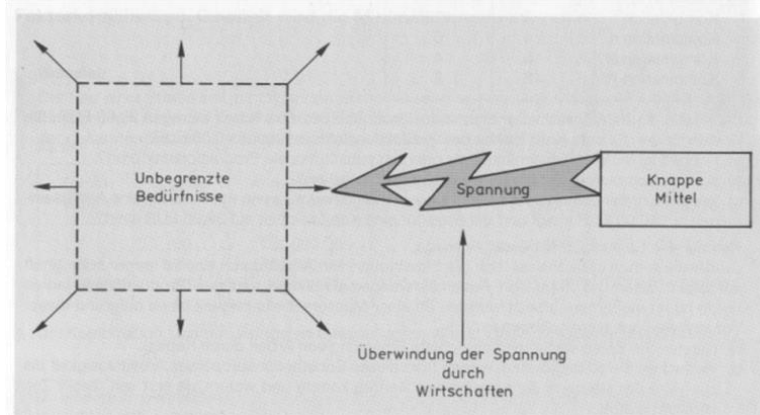 Unbegrenzte
Bedürfnisse
Spannung
Knappe
Mittel
Überwindung der Spannung
durch
Wirtschaften